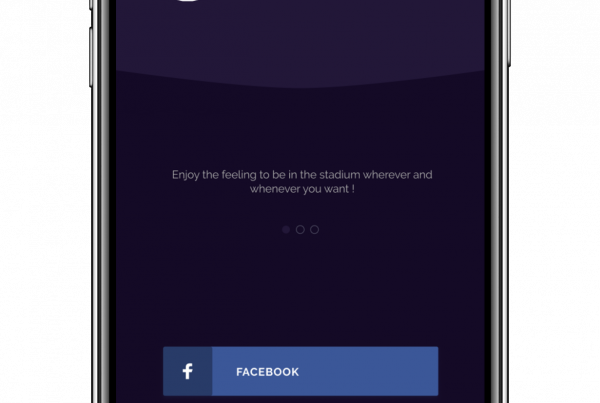 Enjoy the feeling to be in the stadium wherever and
whenever you want !
FACEBOOK